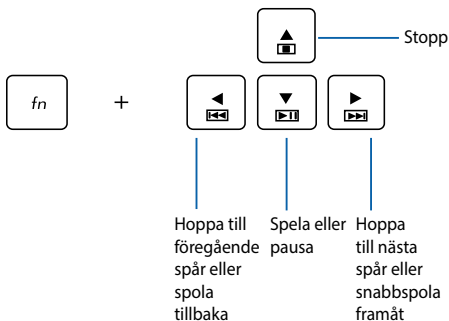 Stopp
fn +
Hoppa till
föregående
spår eller
spola
tillbaka
Spela eller
pausa
Hoppa
till nästa
spår eller
snabbspola
framåt